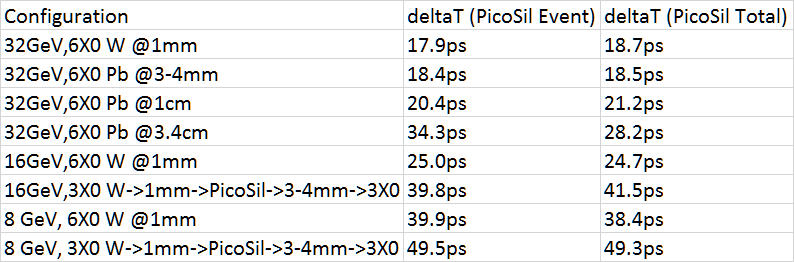 Configuration deltaT (PicoSil Event) deltaT (PicoSil Total)
32GeV,6X0 W @1mm 17.9ps 18.7ps
32GeV,6X0 Pb @3-4mm 18.4ps 18.5ps
32GeV,6X0 Pb @1cm 20.4ps 21.2ps
32GeV,6X0 Pb @3.4cm 34.3ps 28.2ps
16GeV,6X0 W @1mm 25.0ps 24.7ps
16GeV,3X0 W->1mm->PicoSil->3-4mm->3X0 39.8ps 41.5ps
8 GeV, 6X0 W @1mm 39.9ps 38.4ps
8 GeV, 3X0 W->1mm->PicoSil->3-4mm->3X0 49.5ps 49.3ps